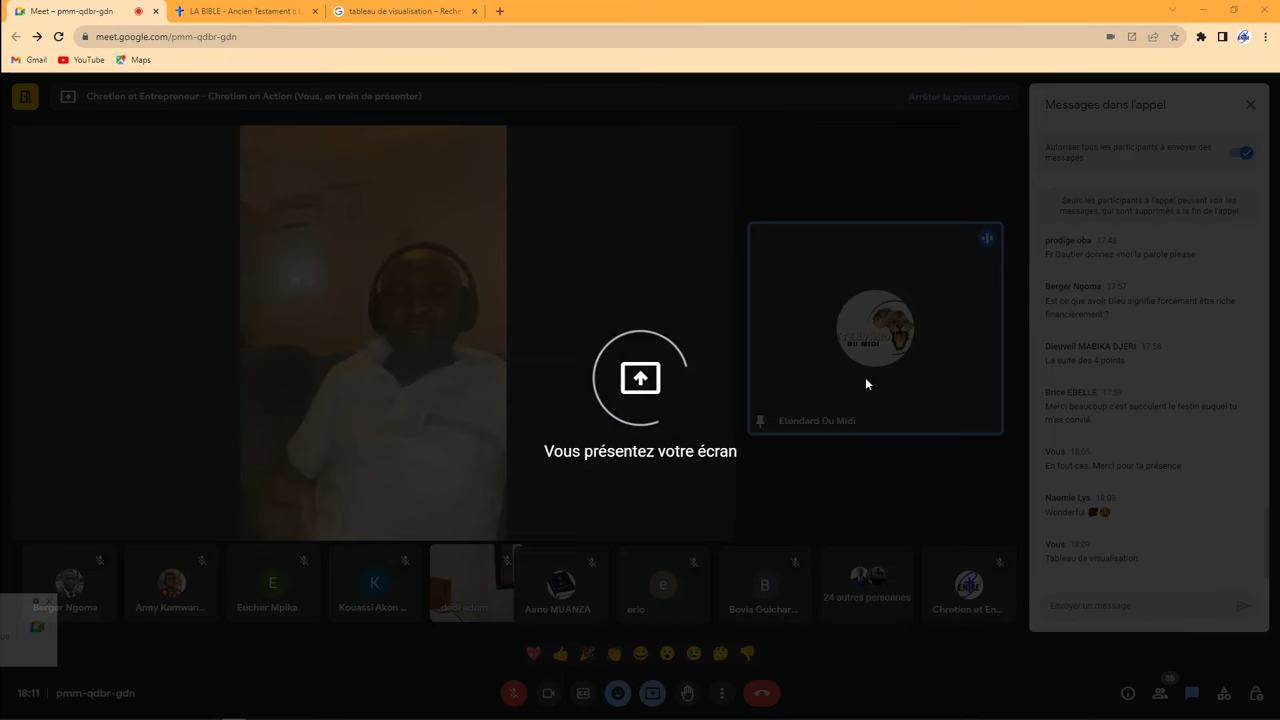 Meet – pmm-qdbr-gdn
LA BIBLE - Ancien Testament :: L
tableau de visualisation – Reche
meet.google.com/pmm-qdbr-gdn
Gmail
YouTube
Maps
Chretien et Entrepreneur - Chretien en Action (Vous, en train de présenter)
Arrêter la présentation
Messages dans l'appel
Autoriser tous les participants à envoyer des
messages
Seuls les participants à l'appel peuvent voir les
messages, qui sont supprimés à la fin de l'appel
prodige oba 17:48
Fr Gautier donnez -moi la parole please
Berger Ngoma 17:57
Est ce que avoir Dieu signifie forcément être riche
financièrement ?
Dieuveil MABIKA DJERI 17:58
La suite des 4 points
Brice EBELLE 17:59
Merci beaucoup c'est succulent le festin auquel tu
m'as convié
Vous 18:05
En tout cas. Merci pour ta présence
Naomie Lys 18:08
Wonderful
Vous 18:09
Tableau de visualisation
Envoyer un message
DU MIDI
Etendard Du Midi
Vous présentez votre écran
Berger Ngoma
Anny Kamwan...
E
Eucher Mpika
K
Kouassi Akon ...
dodi adam
Aimé MUANZA
e
eric
B
Bovia Guichar...
24 autres personnes
Chretien et En...
18:11 | pmm-qdbr-gdn
35